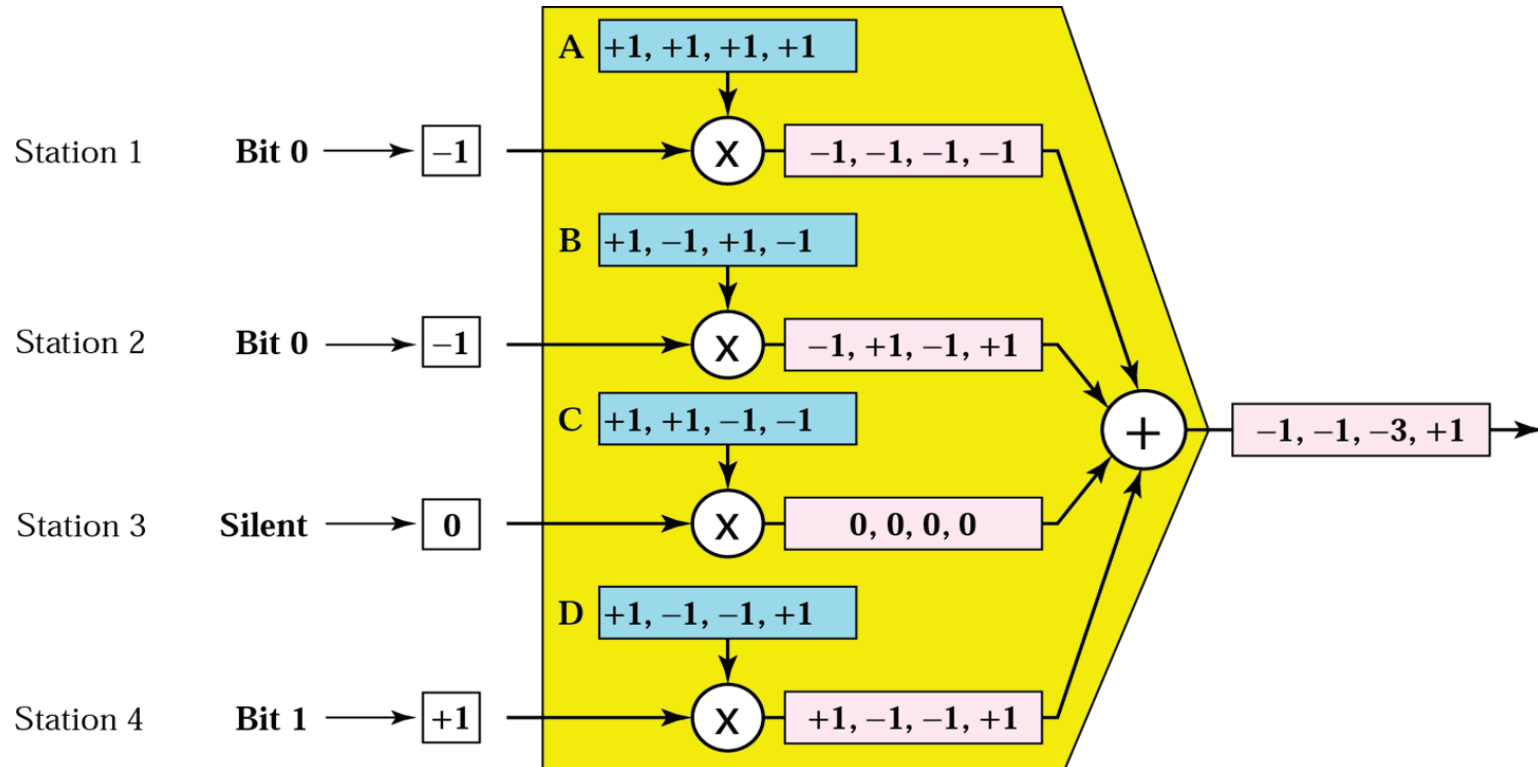 A +1, +1, +1, +1
Station 1 Bit 0 −1 X −1, −1, −1, −1
B +1, −1, +1, −1
Station 2 Bit 0 −1 X −1, +1, −1, +1
C +1, +1, −1, −1
+ −1, −1, −3, +1
Station 3 Silent 0 X 0, 0, 0, 0
D +1, −1, −1, +1
Station 4 Bit 1 +1 X +1, −1, −1, +1